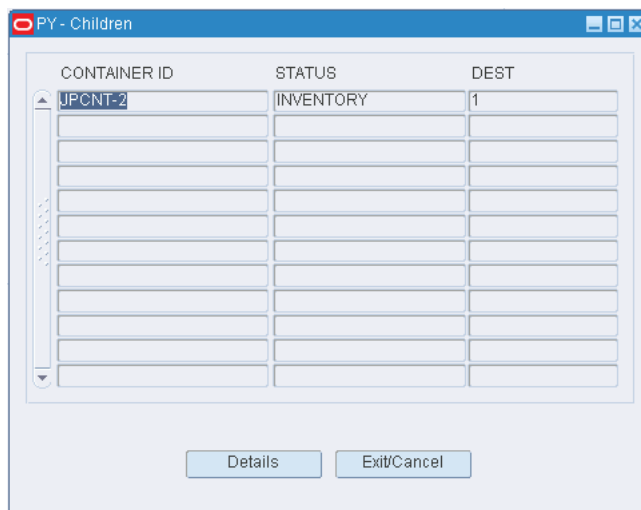 PY - Children
CONTAINER ID STATUS DEST
JPCNT-2 INVENTORY 1
Details Exit/Cancel